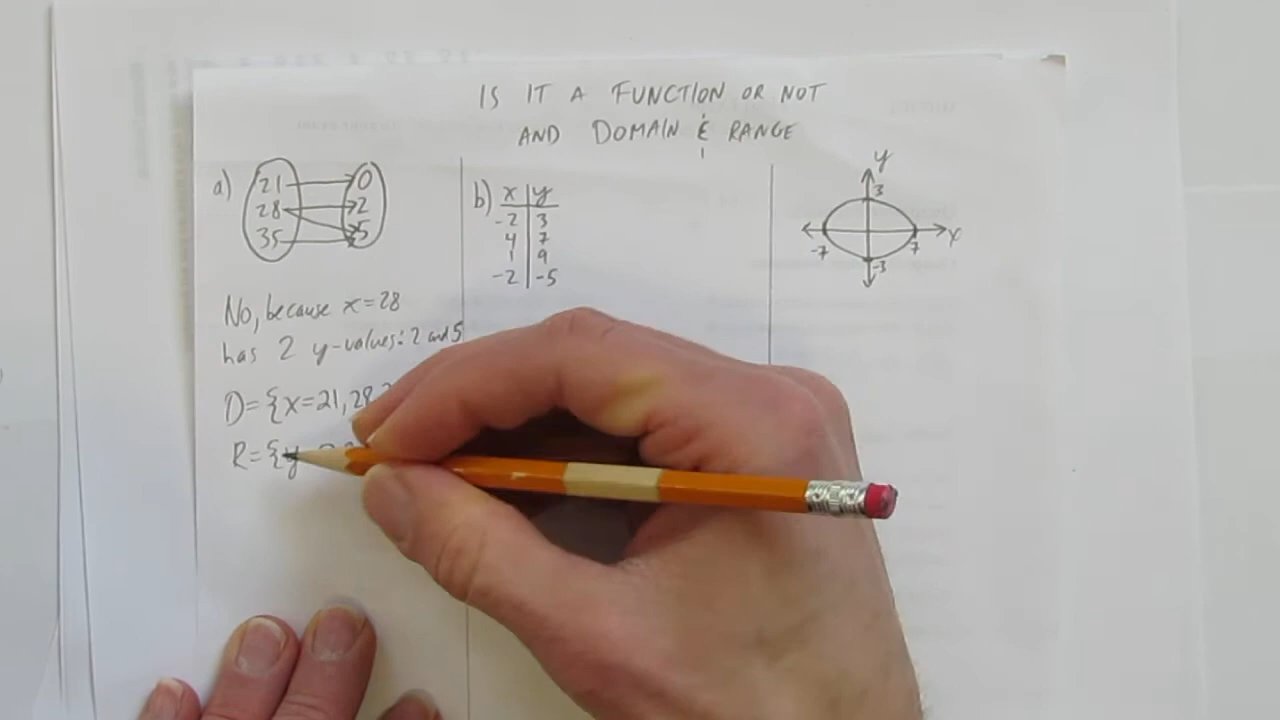 IS IT A FUNCTION OR NOT
AND DOMAIN & RANGE
a)
21 0
28 2
35 5
No, because x=28
has 2 y-values: 2 and 5
D={x=21,28
R={y
b) x y
-2 3
4 7
1 9
-2 -5
y
3
-7 7 x
-3